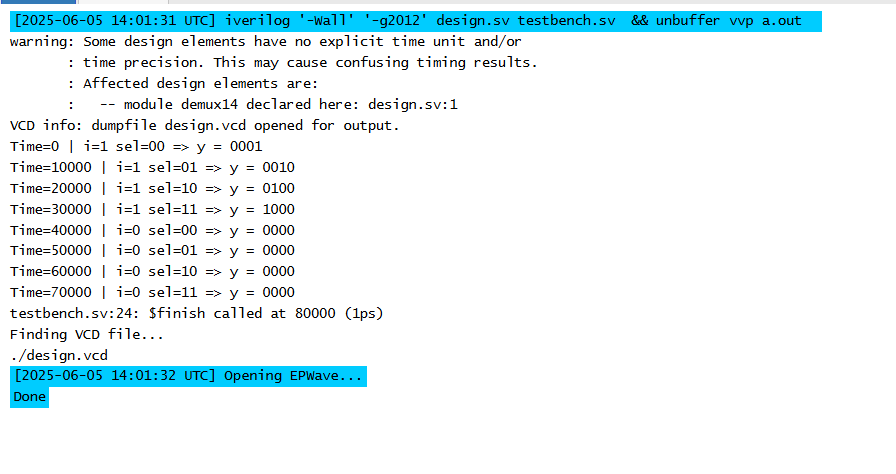 [2025-06-05 14:01:31 UTC] iverilog '-Wall' '-g2012' design.sv testbench.sv  && unbuffer vvp a.out
warning: Some design elements have no explicit time unit and/or
       : time precision. This may cause confusing timing results.
       : Affected design elements are:
       :   -- module demux14 declared here: design.sv:1
VCD info: dumpfile design.vcd opened for output.
Time=0 | i=1 sel=00 => y = 0001
Time=10000 | i=1 sel=01 => y = 0010
Time=20000 | i=1 sel=10 => y = 0100
Time=30000 | i=1 sel=11 => y = 1000
Time=40000 | i=0 sel=00 => y = 0000
Time=50000 | i=0 sel=01 => y = 0000
Time=60000 | i=0 sel=10 => y = 0000
Time=70000 | i=0 sel=11 => y = 0000
testbench.sv:24: $finish called at 80000 (1ps)
Finding VCD file...
./design.vcd
[2025-06-05 14:01:32 UTC] Opening EPWave...
Done